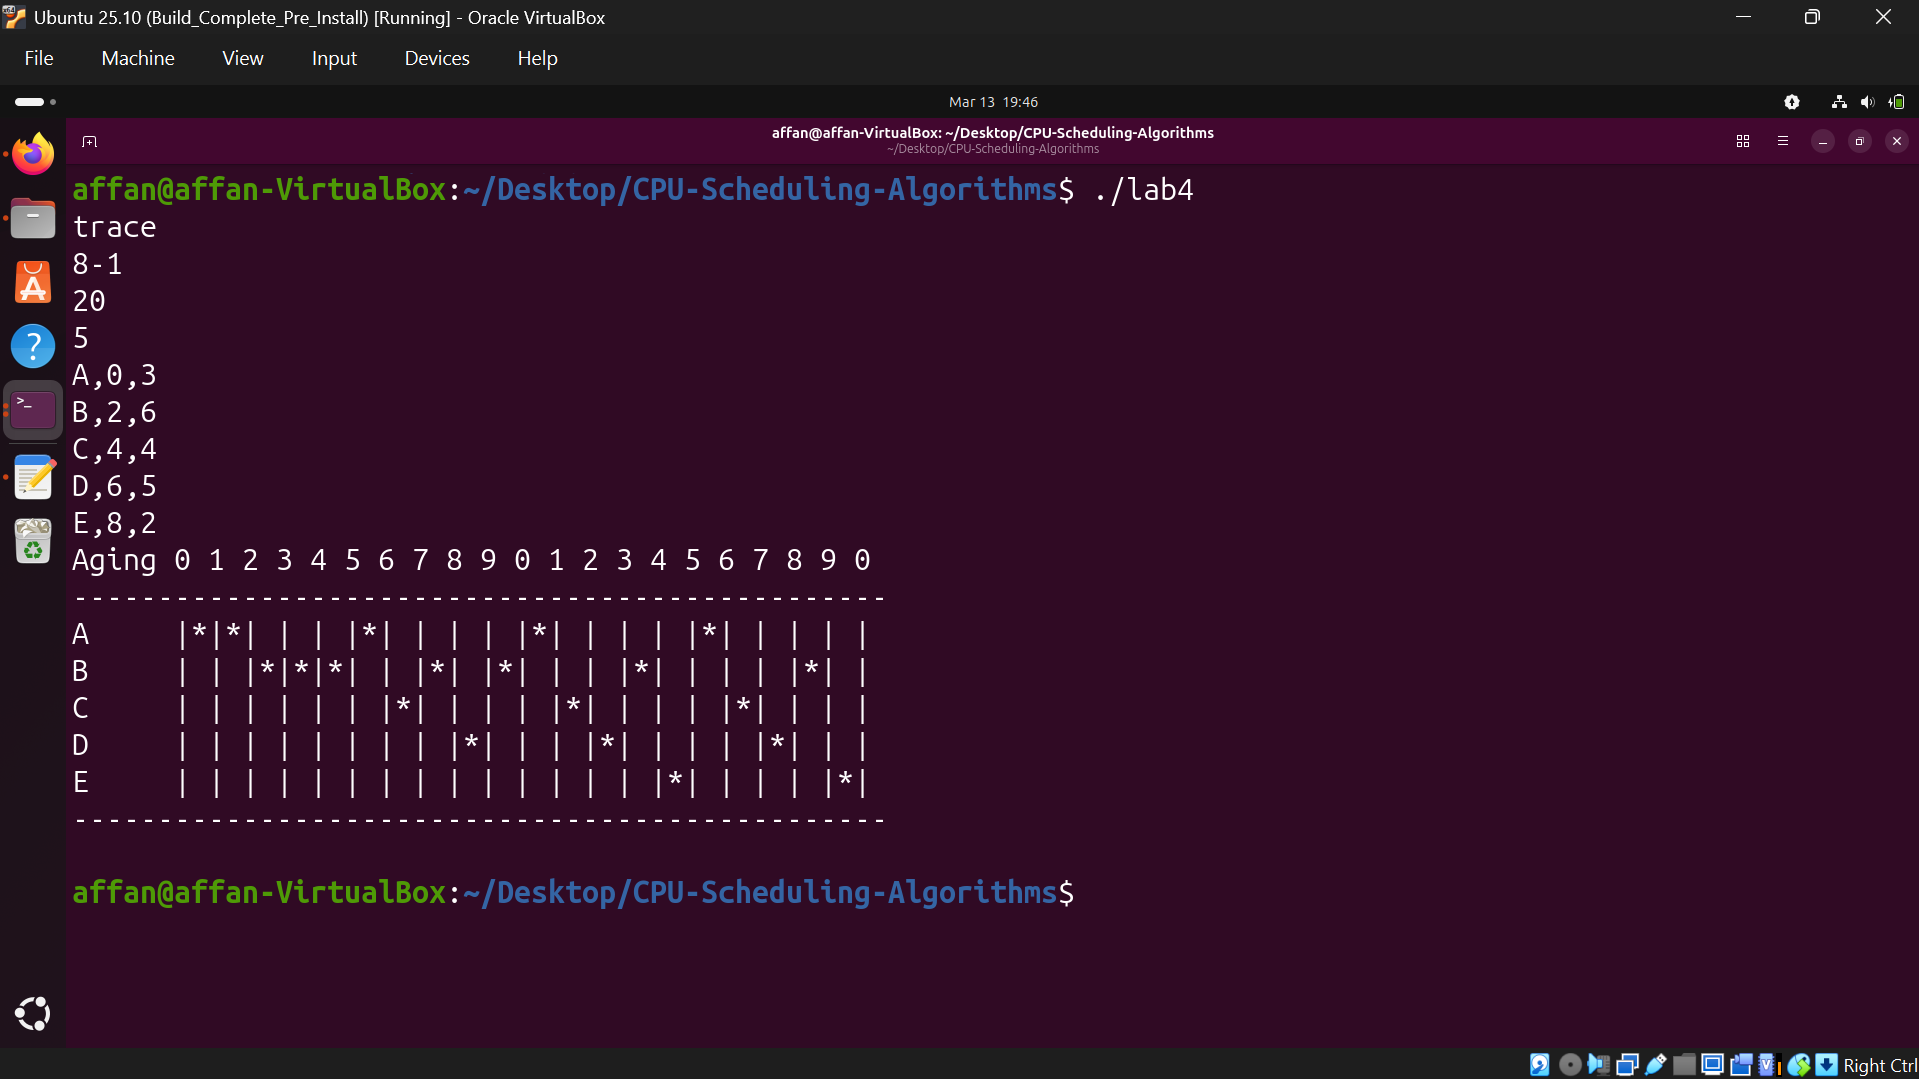 Ubuntu 25.10 (Build_Complete_Pre_Install) [Running] - Oracle VirtualBox
File Machine View Input Devices Help
Mar 13 19:46
affan@affan-VirtualBox: ~/Desktop/CPU-Scheduling-Algorithms
~/Desktop/CPU-Scheduling-Algorithms
affan@affan-VirtualBox:~/Desktop/CPU-Scheduling-Algorithms$ ./lab4
trace
8-1
20
5
A,0,3
B,2,6
C,4,4
D,6,5
E,8,2
Aging 0 1 2 3 4 5 6 7 8 9 0 1 2 3 4 5 6 7 8 9 0
------------------------------------------------
A     |*|*| | | |*| | | | |*| | | | |*| | | | |
B     | | |*|*|*| | |*| |*| | | |*| | | | |*| |
C     | | | | | | |*| | | | |*| | | | |*| | | |
D     | | | | | | | | |*| | | |*| | | | |*| | |
E     | | | | | | | | | | | | | | |*| | | | |*|
------------------------------------------------
affan@affan-VirtualBox:~/Desktop/CPU-Scheduling-Algorithms$
Right Ctrl